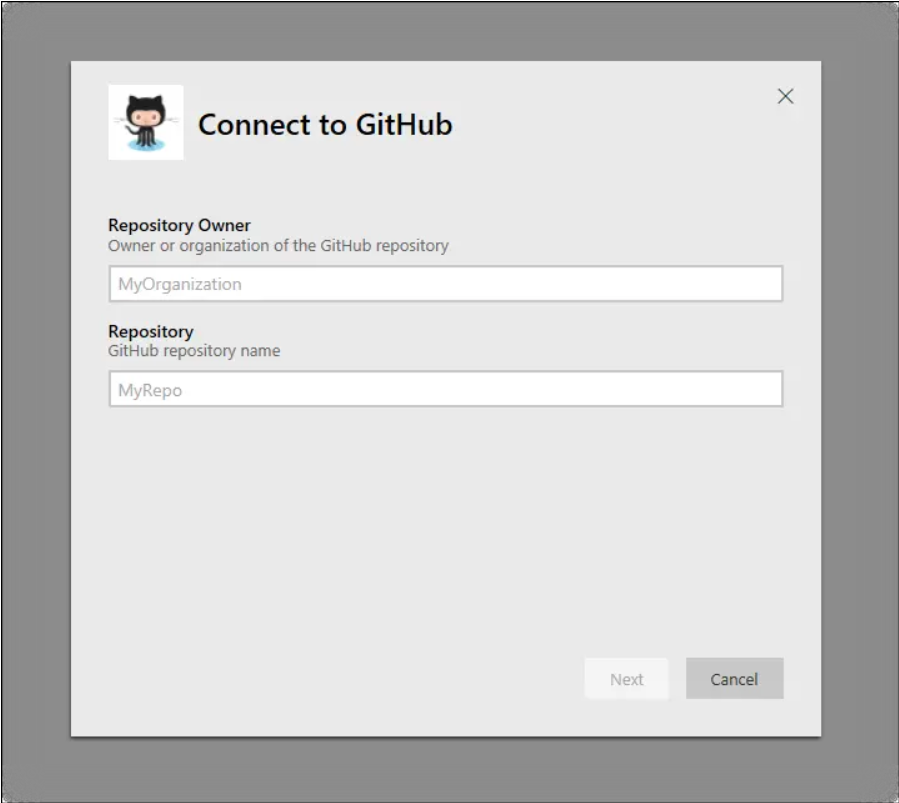 Connect to GitHub
Repository Owner
Owner or organization of the GitHub repository
MyOrganization
Repository
GitHub repository name
MyRepo
Next
Cancel